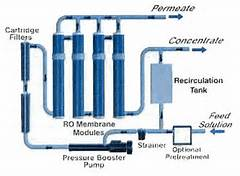 Permeate
Cartridge
Filters
Concentrate
Recirculation
Tank
Feed
Solution
RO Membrane
Modules
Strainer
Optional
Pretreatment
Pressure Booster
Pump